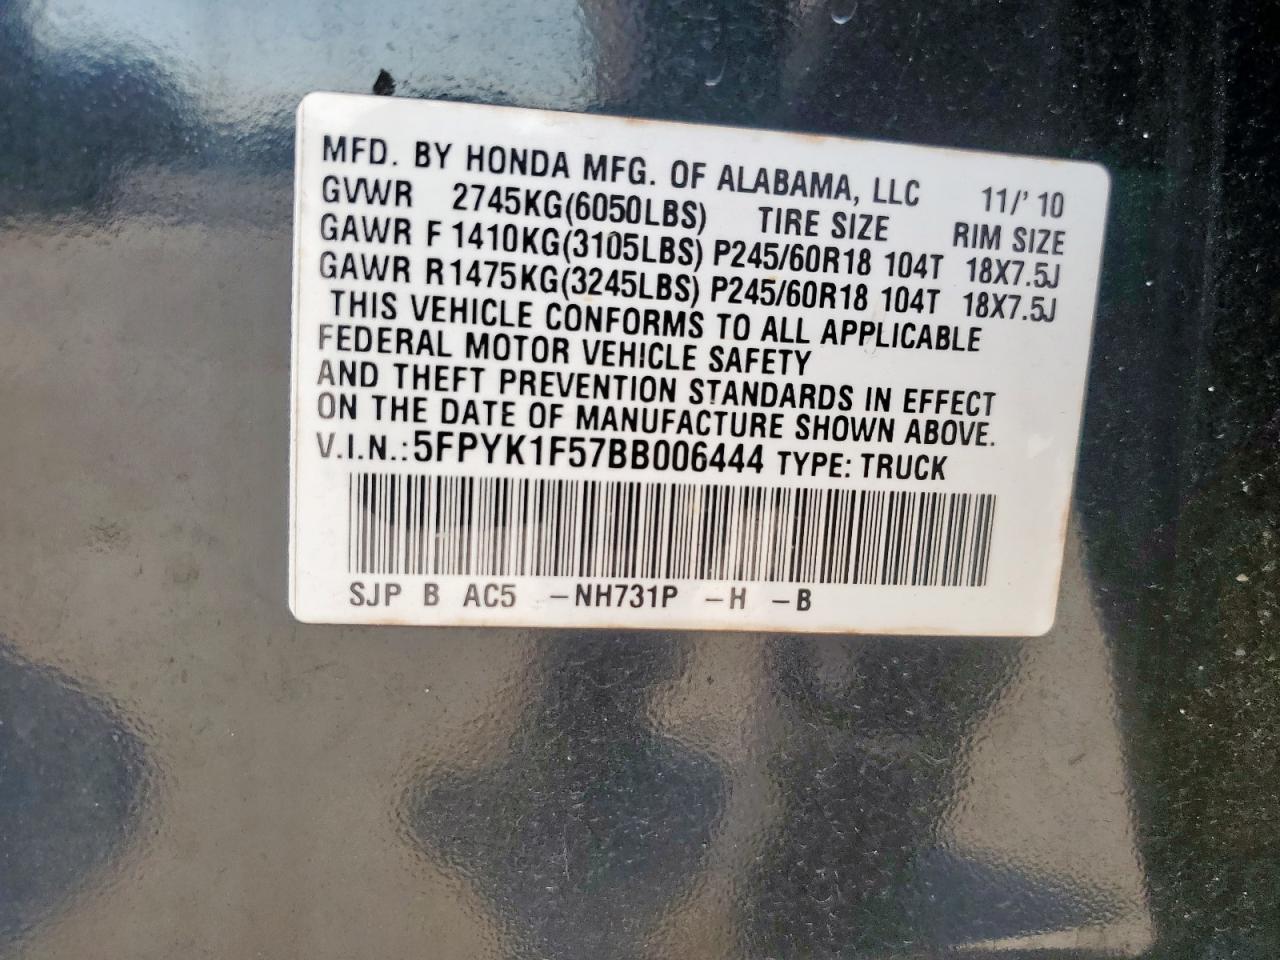 MFD. BY HONDA MFG. OF ALABAMA, LLC 11/' 10
GVWR 2745KG(6050LBS) TIRE SIZE RIM SIZE
GAWR F 1410KG(3105LBS) P245/60R18 104T 18X7.5J
GAWR R 1475KG(3245LBS) P245/60R18 104T 18X7.5J
THIS VEHICLE CONFORMS TO ALL APPLICABLE
FEDERAL MOTOR VEHICLE SAFETY
AND THEFT PREVENTION STANDARDS IN EFFECT
ON THE DATE OF MANUFACTURE SHOWN ABOVE.
V.I.N.: 5FPYK1F57BB006444 TYPE: TRUCK
SJP B AC5 -NH731P -H -B